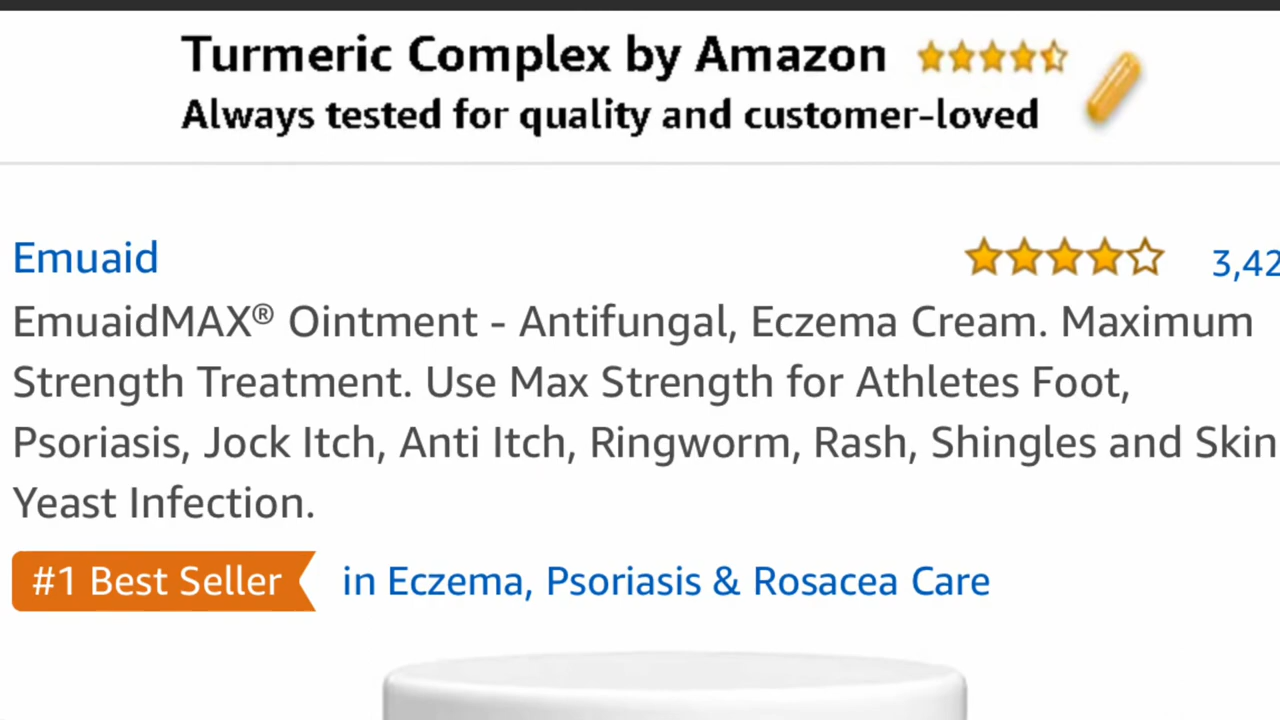 Turmeric Complex by Amazon
Always tested for quality and customer-loved
Emuaid
3,42
EmuaidMAX® Ointment - Antifungal, Eczema Cream. Maximum
Strength Treatment. Use Max Strength for Athletes Foot,
Psoriasis, Jock Itch, Anti Itch, Ringworm, Rash, Shingles and Skin
Yeast Infection.
#1 Best Seller in Eczema, Psoriasis & Rosacea Care